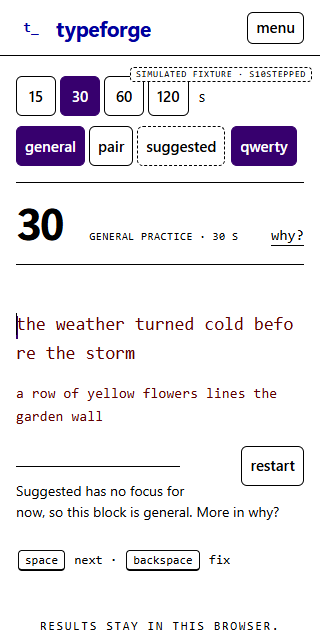 t_ typeforge menu
SIMULATED FIXTURE · S10STEPPED
15 30 60 120 s
general pair suggested qwerty
30 GENERAL PRACTICE · 30 S why?
the weather turned cold befo
re the storm
a row of yellow flowers lines the
garden wall
restart
Suggested has no focus for
now, so this block is general. More in why?
space next · backspace fix
RESULTS STAY IN THIS BROWSER.